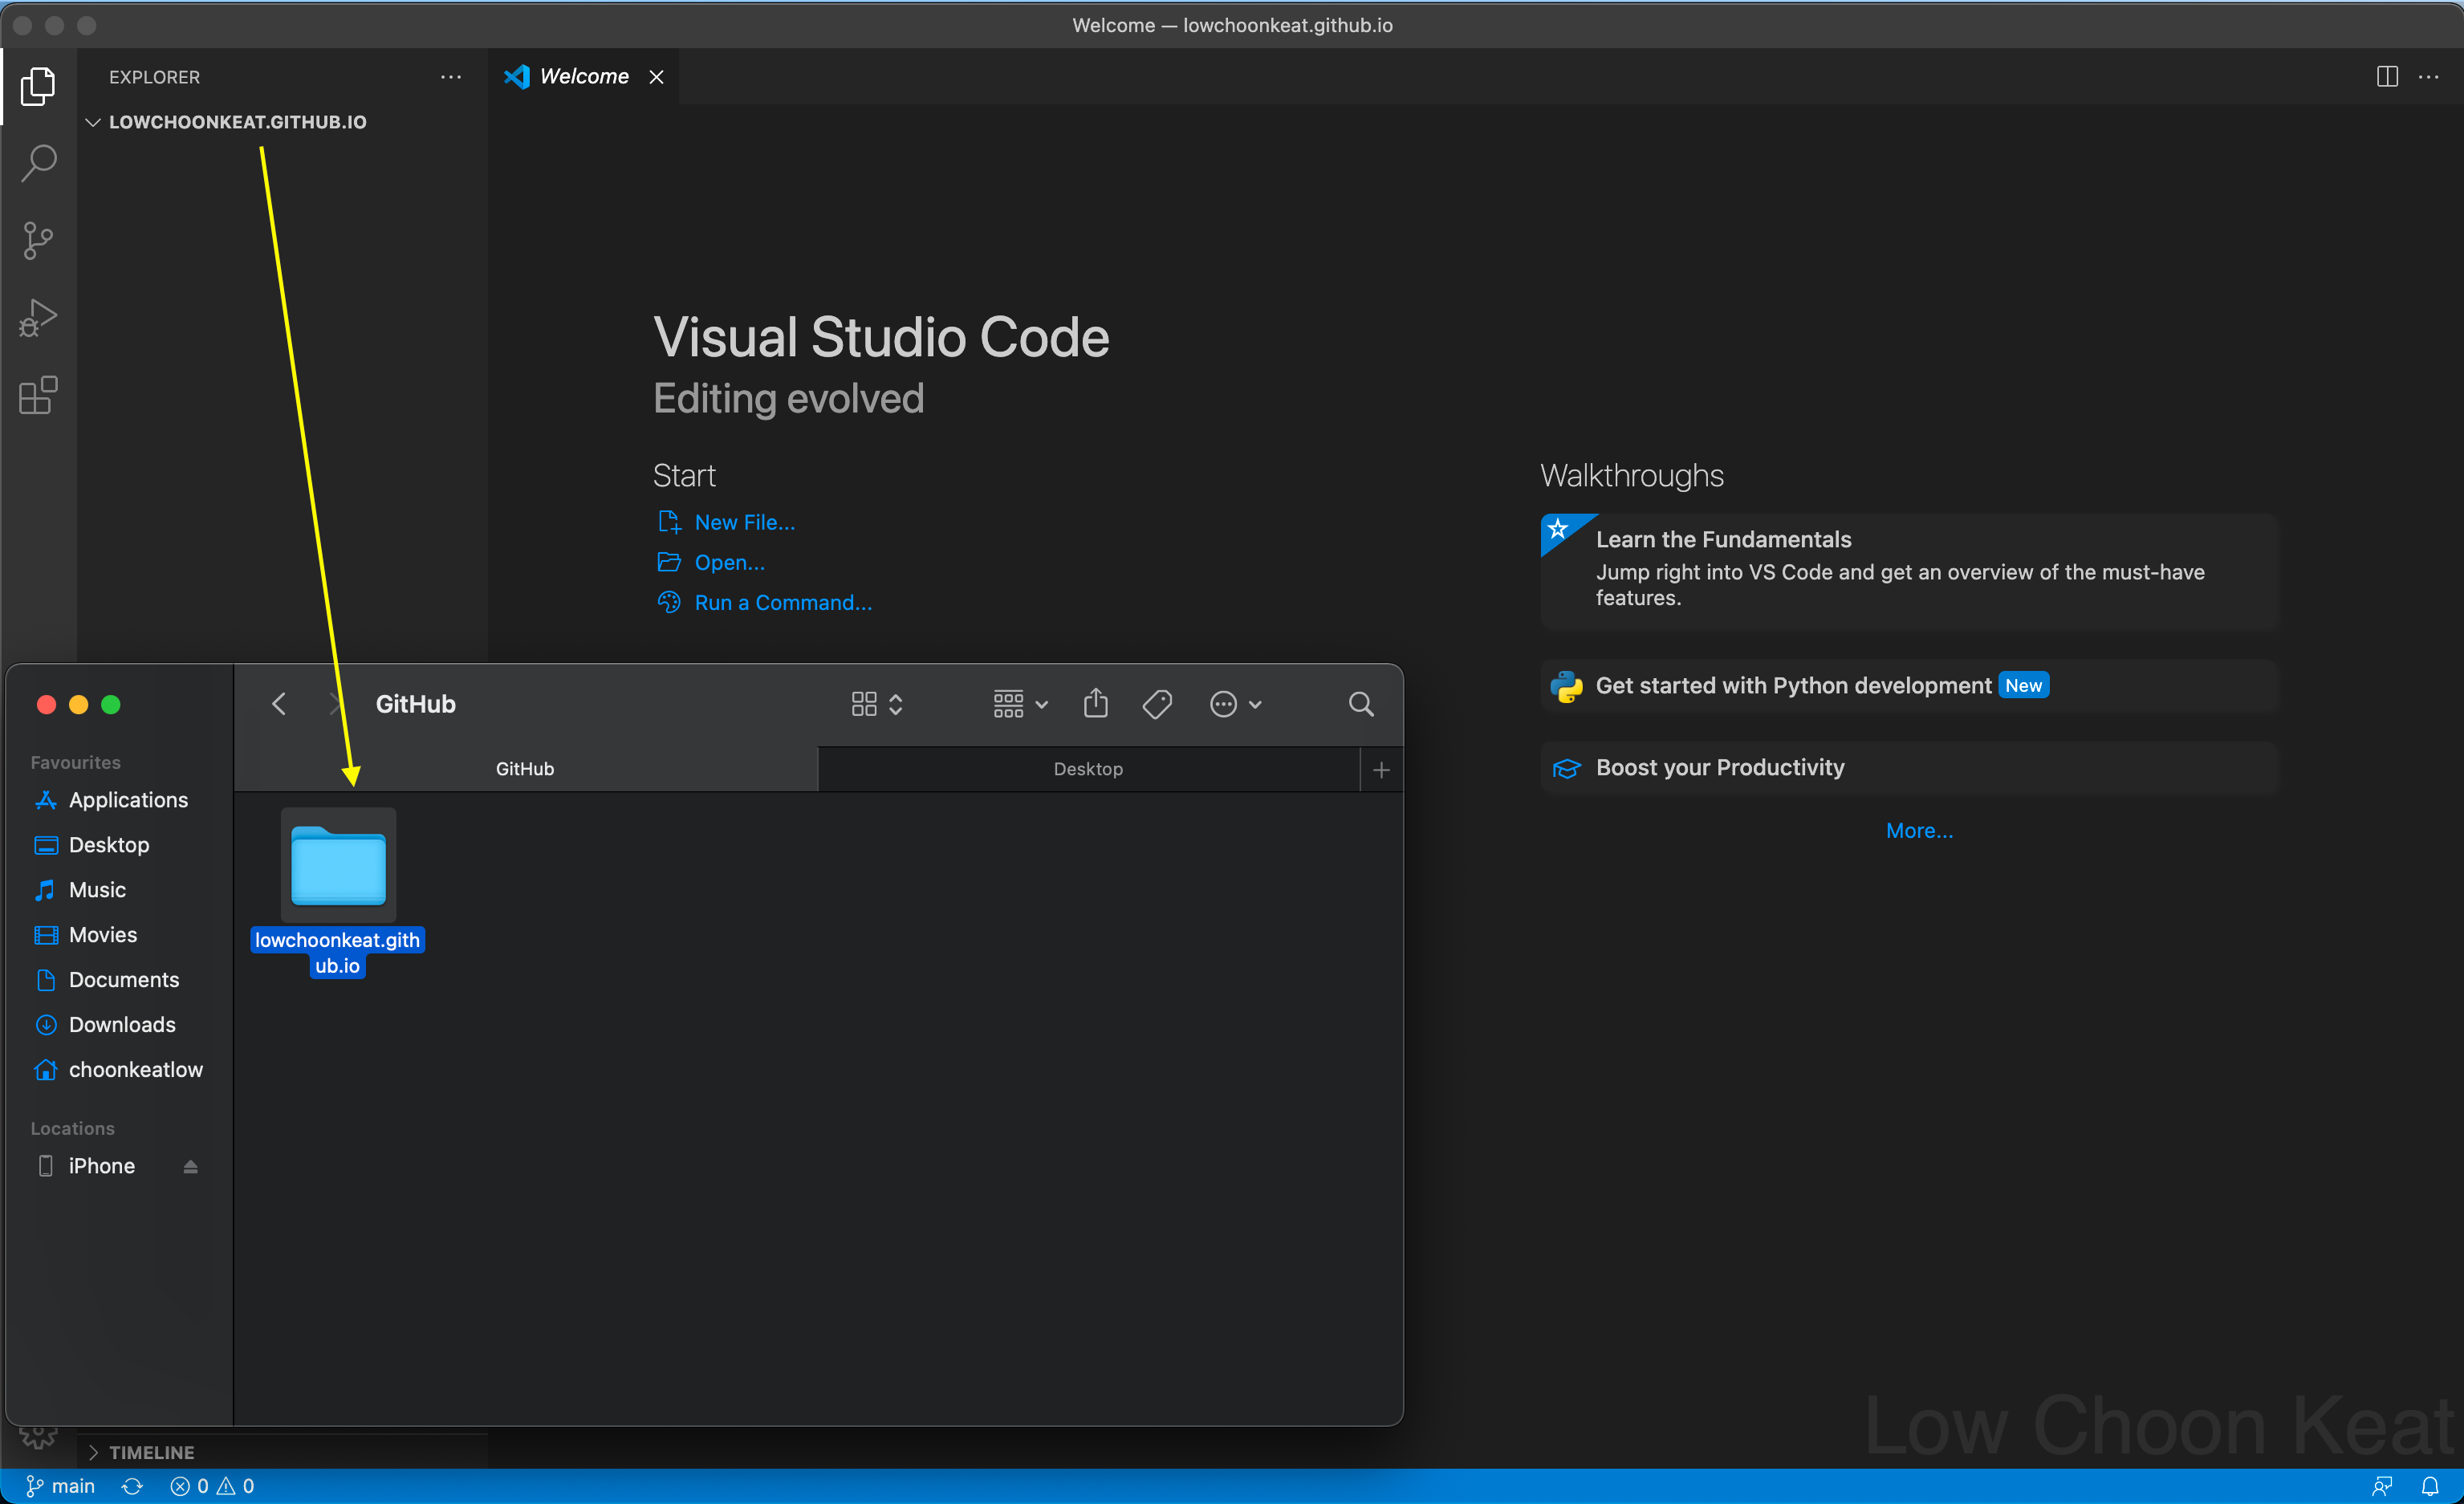 Welcome — lowchoonkeat.github.io
EXPLORER
Welcome
LOWCHOONKEAT.GITHUB.IO
Visual Studio Code
Editing evolved
Start
New File...
Open...
Run a Command...
Walkthroughs
Learn the Fundamentals
Jump right into VS Code and get an overview of the must-have
features.
Get started with Python development New
Boost your Productivity
More...
GitHub
GitHub
Desktop
Favourites
Applications
Desktop
Music
Movies
Documents
Downloads
choonkeatlow
Locations
iPhone
lowchoonkeat.gith
ub.io
TIMELINE
main
0
0
Low Choon Keat